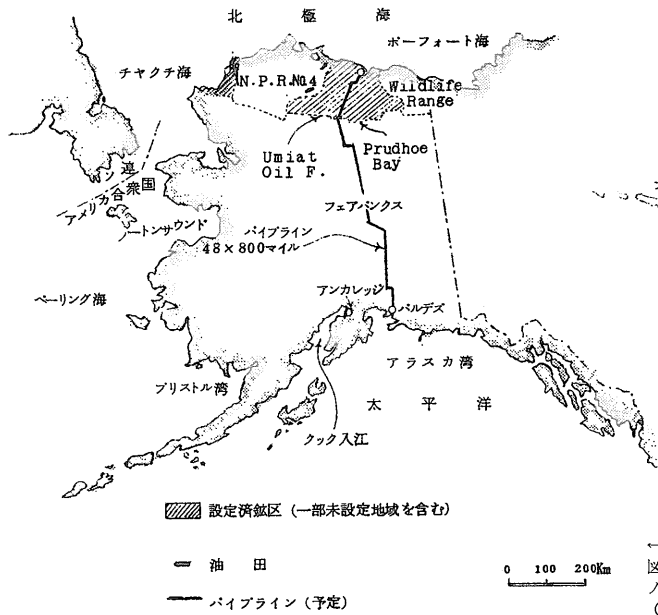 北極海
ボーフォート海
チャクチ海
N.P.R.№4
Wildlife
Range
Umiat
Oil F.
Prudhoe
Bay
ソ連
アメリカ合衆国
ノートンサウンド
フェアバンクス
パイプライン
48×800マイル
ベーリング海
アンカレッジ
バルデズ
アラスカ湾
ブリストル湾
太平洋
クック入江
設定済鉱区（一部未設定地域を含む）
油田
パイプライン（予定）
0 100 200Km
←
図